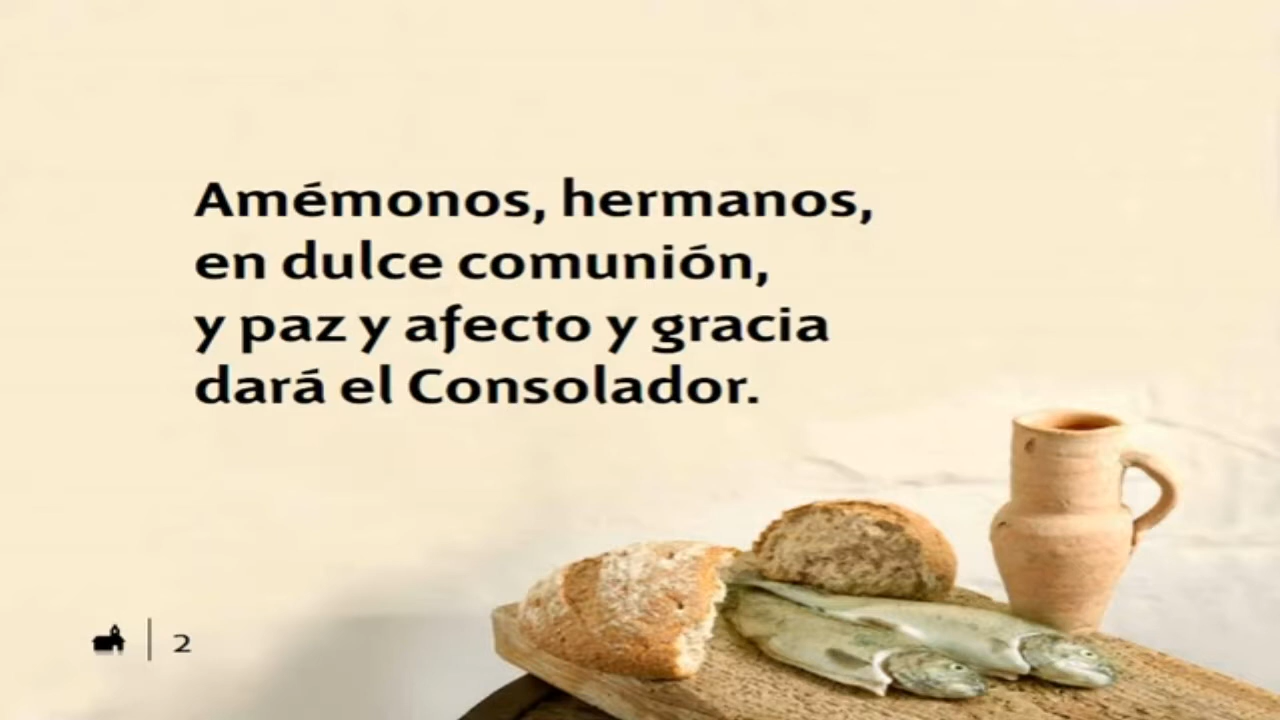 Amémonos, hermanos,
en dulce comunión,
y paz y afecto y gracia
dará el Consolador.
2